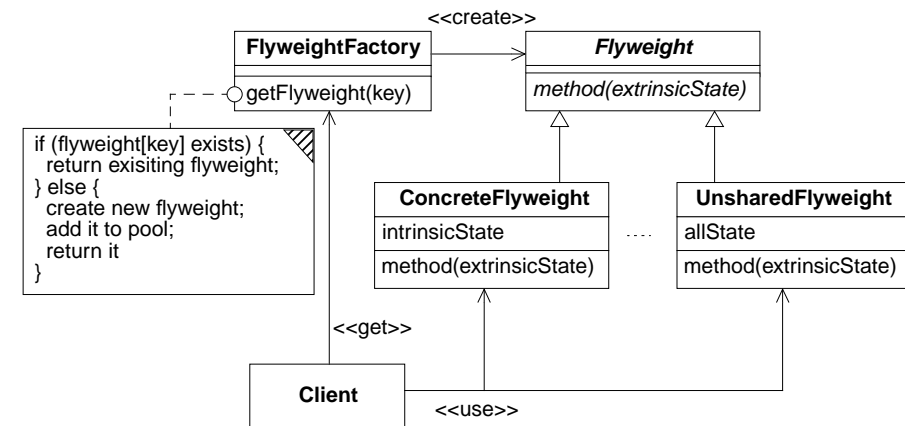 <<create>>
FlyweightFactory
getFlyweight(key)
Flyweight
method(extrinsicState)
if (flyweight[key] exists) {
return exisiting flyweight;
} else {
create new flyweight;
add it to pool;
return it
}
ConcreteFlyweight
intrinsicState
method(extrinsicState)
....
UnsharedFlyweight
allState
method(extrinsicState)
<<get>>
Client
<<use>>